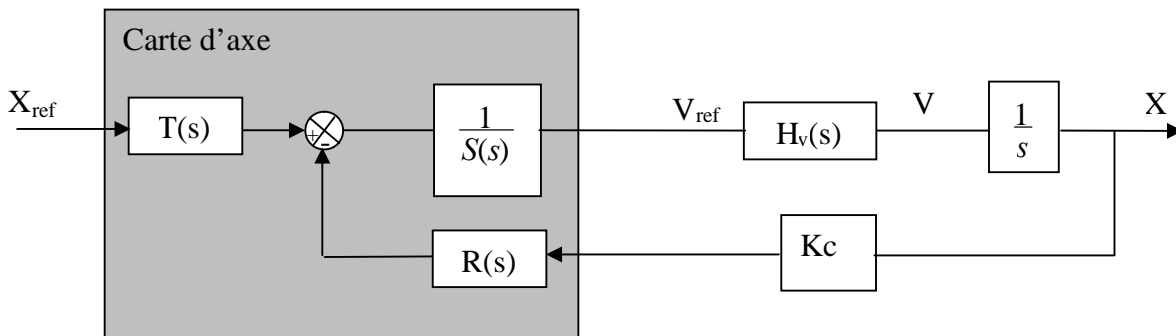 Carte d'axe
X_ref
T(s)
+
-
1
S(s)
V_ref
H_v(s)
V
1
s
X
R(s)
Kc